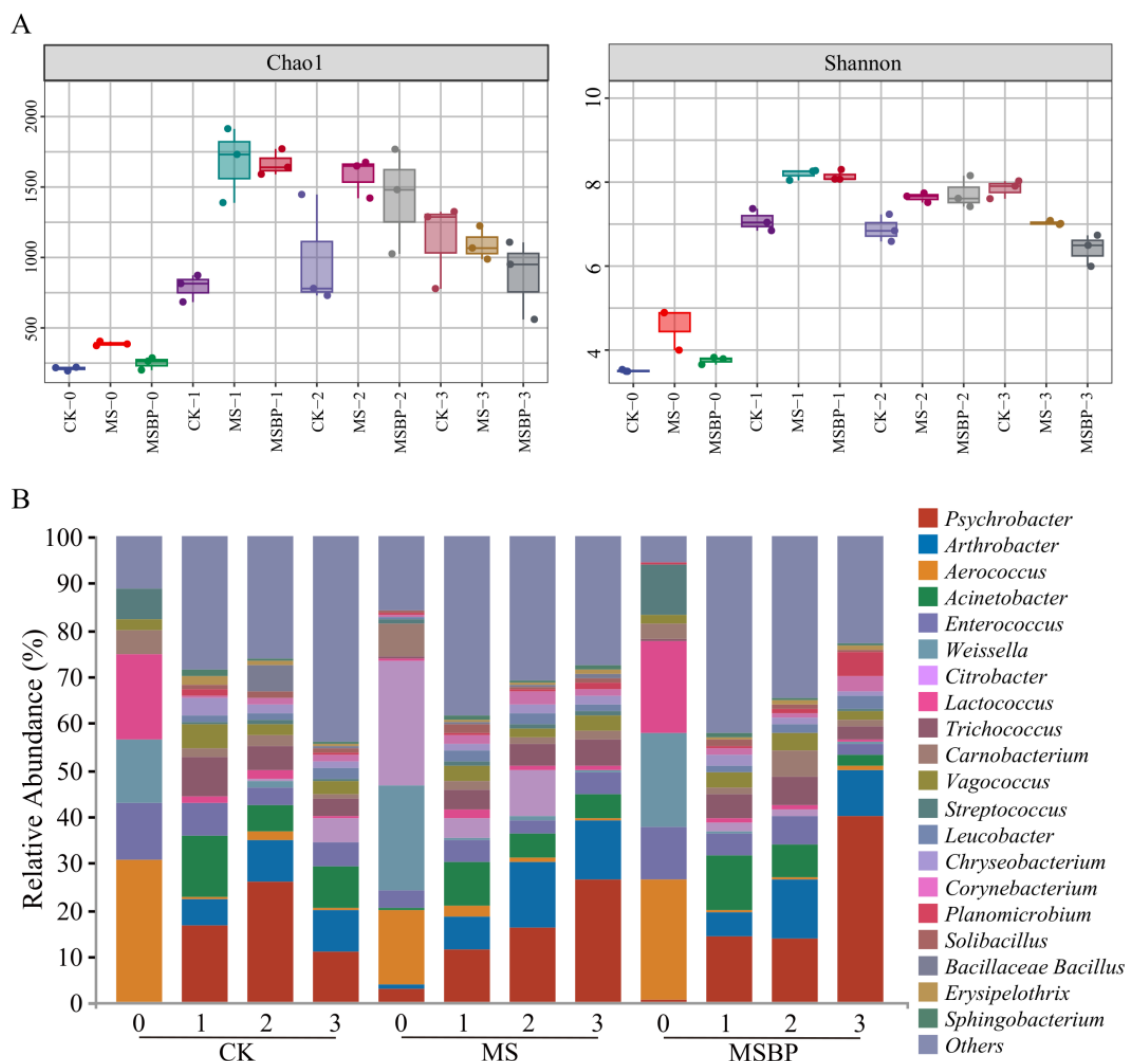 A
Chao1
Shannon
2000
1500
1000
500
10
8
6
4
CK-0
MS-0
MSBP-0
CK-1
MS-1
MSBP-1
CK-2
MS-2
MSBP-2
CK-3
MS-3
MSBP-3
CK-0
MS-0
MSBP-0
CK-1
MS-1
MSBP-1
CK-2
MS-2
MSBP-2
CK-3
MS-3
MSBP-3
B
Relative Abundance (%)
100
90
80
70
60
50
40
30
20
10
0
0 1 2 3 0 1 2 3 0 1 2 3
CK MS MSBP
Psychrobacter
Arthrobacter
Aerococcus
Acinetobacter
Enterococcus
Weissella
Citrobacter
Lactococcus
Trichococcus
Carnobacterium
Vagococcus
Streptococcus
Leucobacter
Chryseobacterium
Corynebacterium
Planomicrobium
Solibacillus
Bacillaceae Bacillus
Erysipelothrix
Sphingobacterium
Others